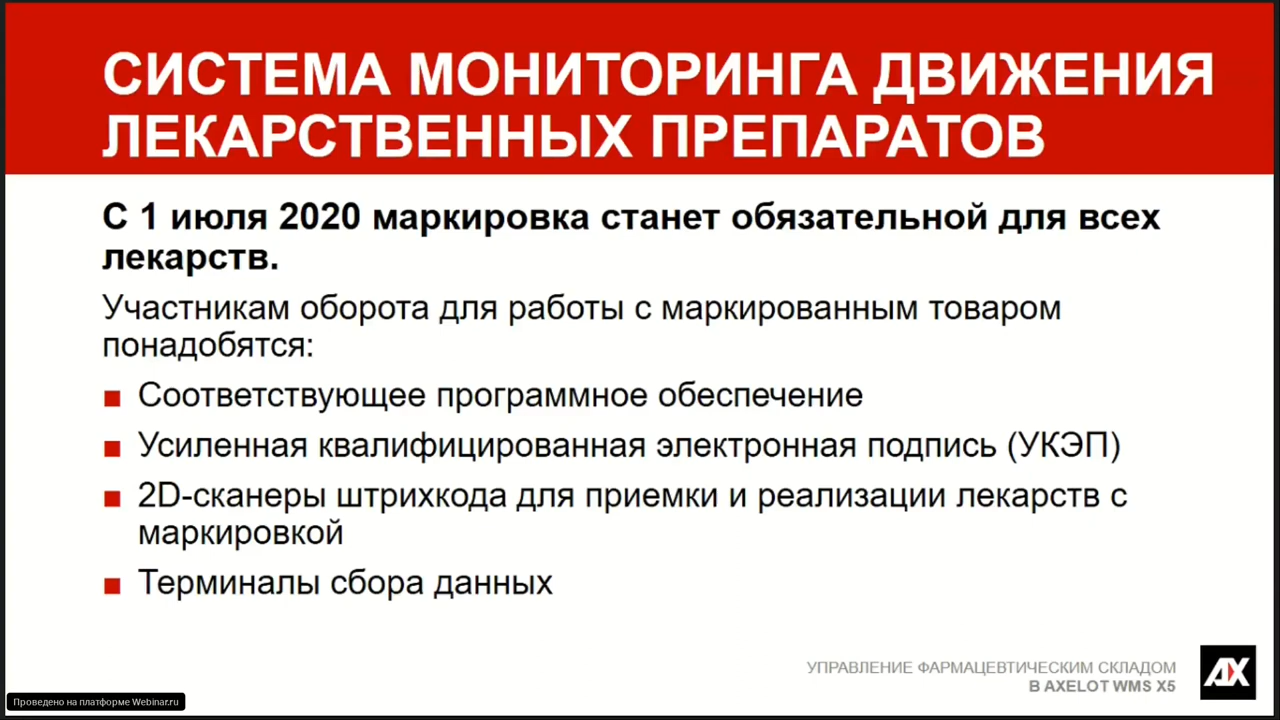 СИСТЕМА МОНИТОРИНГА ДВИЖЕНИЯ
ЛЕКАРСТВЕННЫХ ПРЕПАРАТОВ
С 1 июля 2020 маркировка станет обязательной для всех
лекарств.
Участникам оборота для работы с маркированным товаром
понадобятся:
Соответствующее программное обеспечение
Усиленная квалифицированная электронная подпись (УКЭП)
2D-сканеры штрихкода для приемки и реализации лекарств с
маркировкой
Терминалы сбора данных
УПРАВЛЕНИЕ ФАРМАЦЕВТИЧЕСКИМ СКЛАДОМ
В AXELOT WMS X5
AX
Проведено на платформе Webinar.ru